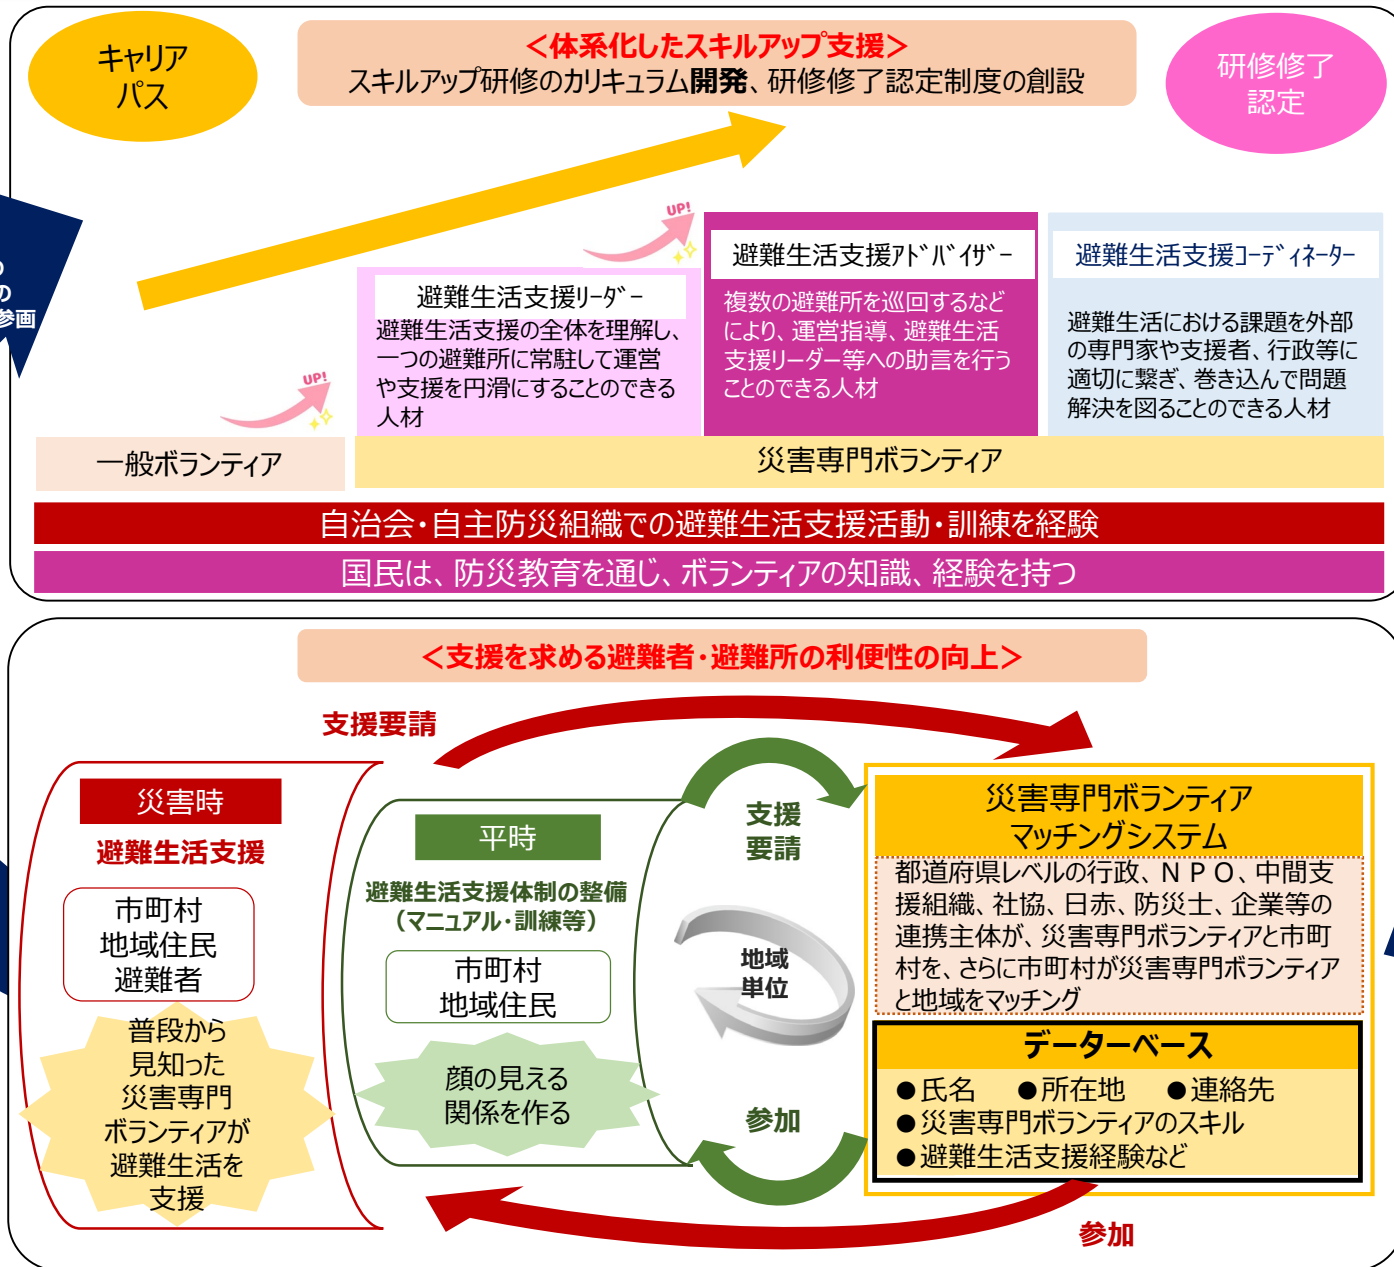 キャリア
パス
＜体系化したスキルアップ支援＞
スキルアップ研修のカリキュラム開発、研修修了認定制度の創設
研修修了
認定
の
参画
UP!
UP!
避難生活支援ﾘｰﾀﾞｰ
避難生活支援の全体を理解し、
一つの避難所に常駐して運営
や支援を円滑にすることのできる
人材
避難生活支援ｱﾄﾞﾊﾞｲｻﾞｰ
複数の避難所を巡回するなど
により、運営指導、避難生活
支援リーダー等への助言を行う
ことのできる人材
避難生活支援ｺｰﾃﾞｨﾈｰﾀｰ
避難生活における課題を外部
の専門家や支援者、行政等に
適切に繋ぎ、巻き込んで問題
解決を図ることのできる人材
一般ボランティア
災害専門ボランティア
自治会・自主防災組織での避難生活支援活動・訓練を経験
国民は、防災教育を通じ、ボランティアの知識、経験を持つ
＜支援を求める避難者・避難所の利便性の向上＞
支援要請
災害時
避難生活支援
市町村
地域住民
避難者
普段から
見知った
災害専門
ボランティアが
避難生活を
支援
平時
避難生活支援体制の整備
（マニュアル・訓練等）
市町村
地域住民
顔の見える
関係を作る
支援
要請
地域
単位
参加
災害専門ボランティア
マッチングシステム
都道府県レベルの行政、ＮＰＯ、中間支
援組織、社協、日赤、防災士、企業等の
連携主体が、災害専門ボランティアと市町
村を、さらに市町村が災害専門ボランティア
と地域をマッチング
データーベース
●氏名　●所在地　●連絡先
●災害専門ボランティアのスキル
●避難生活支援経験など
参加